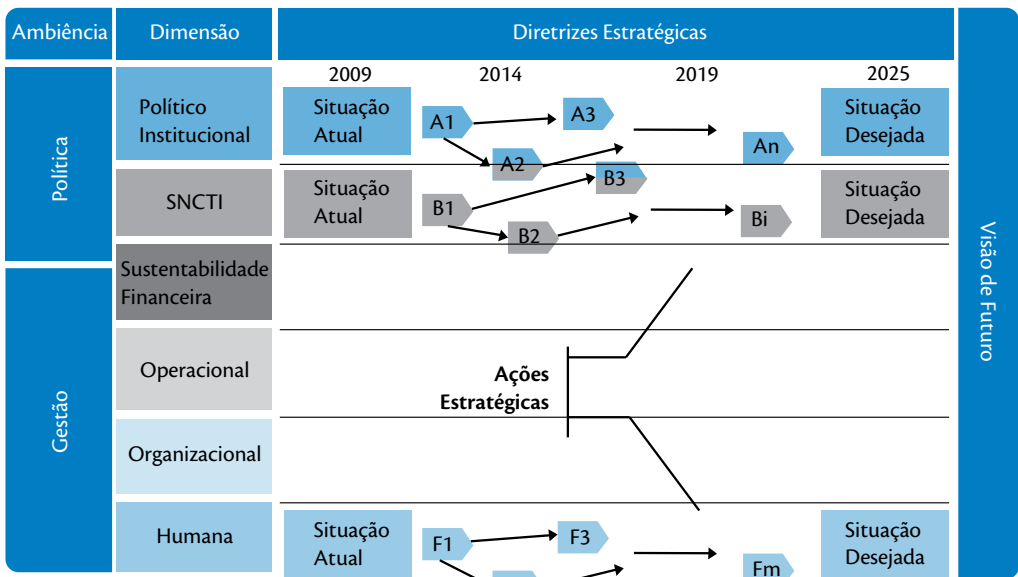 Ambiência
Dimensão
Diretrizes Estratégicas
2009
2014
2019
2025
Política
Político
Institucional
Situação
Atual
A1
A2
A3
An
Situação
Desejada
SNCTI
Situação
Atual
B1
B2
B3
Bi
Situação
Desejada
Gestão
Sustentabilidade
Financeira
Operacional
Ações
Estratégicas
Organizacional
Humana
Situação
Atual
F1
F3
Fm
Situação
Desejada
Visão de Futuro